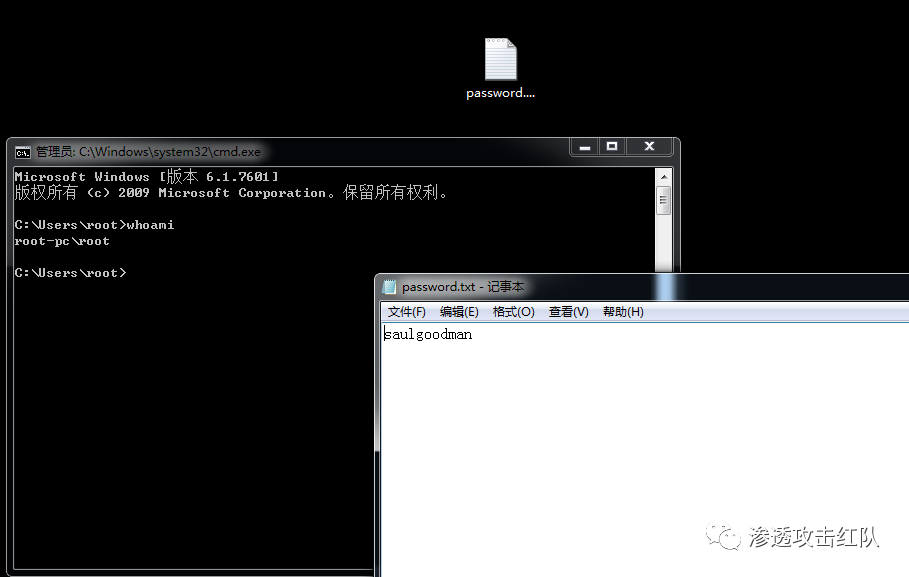 password....
管理员: C:\Windows\system32\cmd.exe
Microsoft Windows [版本 6.1.7601]
版权所有 (c) 2009 Microsoft Corporation。保留所有权利。
C:\Users\root>whoami
root-pc\root
C:\Users\root>
password.txt - 记事本
文件(F) 编辑(E) 格式(O) 查看(V) 帮助(H)
saulgoodman
渗透攻击红队